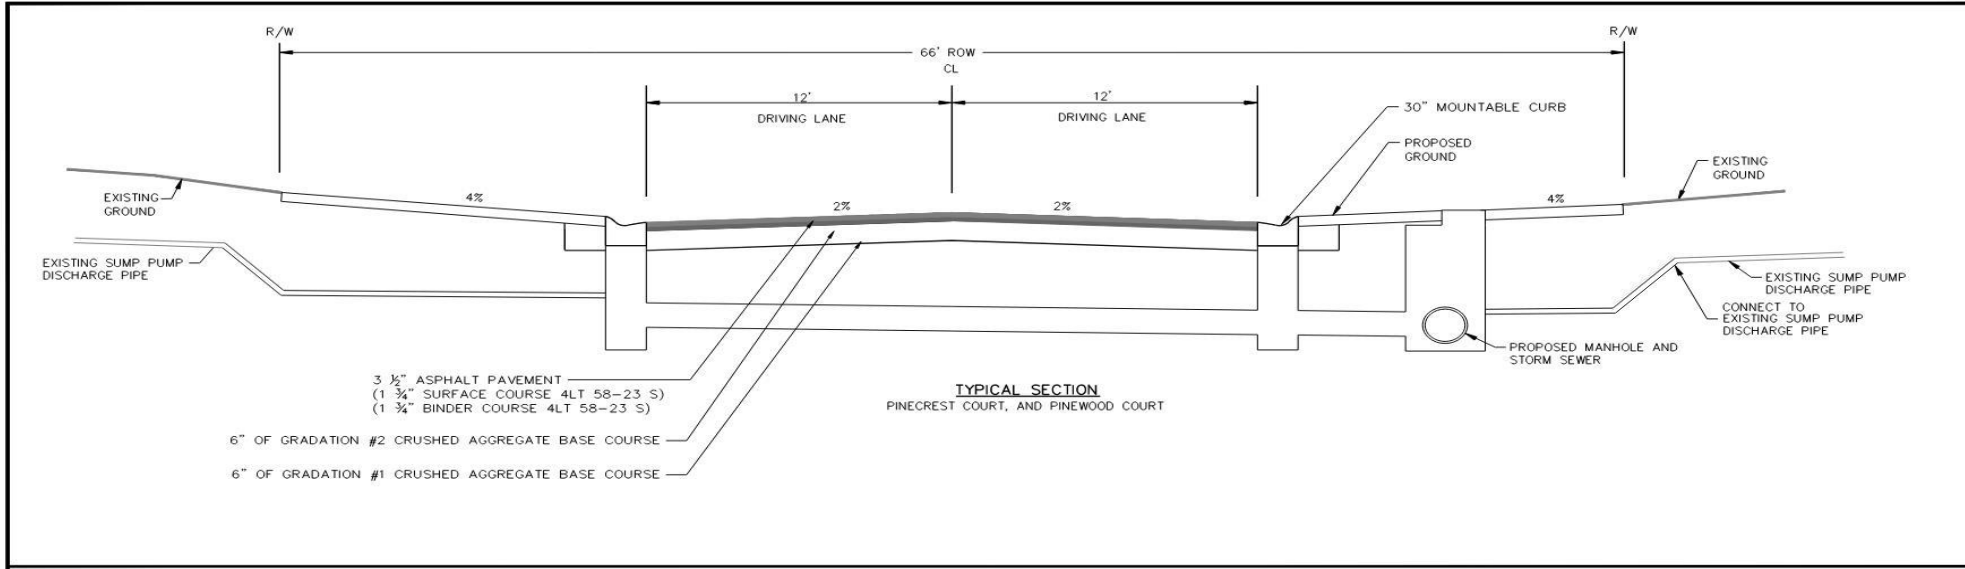 R/W
R/W
66' ROW
CL
12'
12'
DRIVING LANE
DRIVING LANE
30" MOUNTABLE CURB
PROPOSED
GROUND
EXISTING
GROUND
EXISTING
GROUND
4%
2%
2%
4%
EXISTING SUMP PUMP
DISCHARGE PIPE
EXISTING SUMP PUMP
DISCHARGE PIPE
CONNECT TO
EXISTING SUMP PUMP
DISCHARGE PIPE
PROPOSED MANHOLE AND
STORM SEWER
3 ½" ASPHALT PAVEMENT
(1 ¾" SURFACE COURSE 4LT 58-23 S)
(1 ¾" BINDER COURSE 4LT 58-23 S)
6" OF GRADATION #2 CRUSHED AGGREGATE BASE COURSE
6" OF GRADATION #1 CRUSHED AGGREGATE BASE COURSE
TYPICAL SECTION
PINECREST COURT, AND PINEWOOD COURT